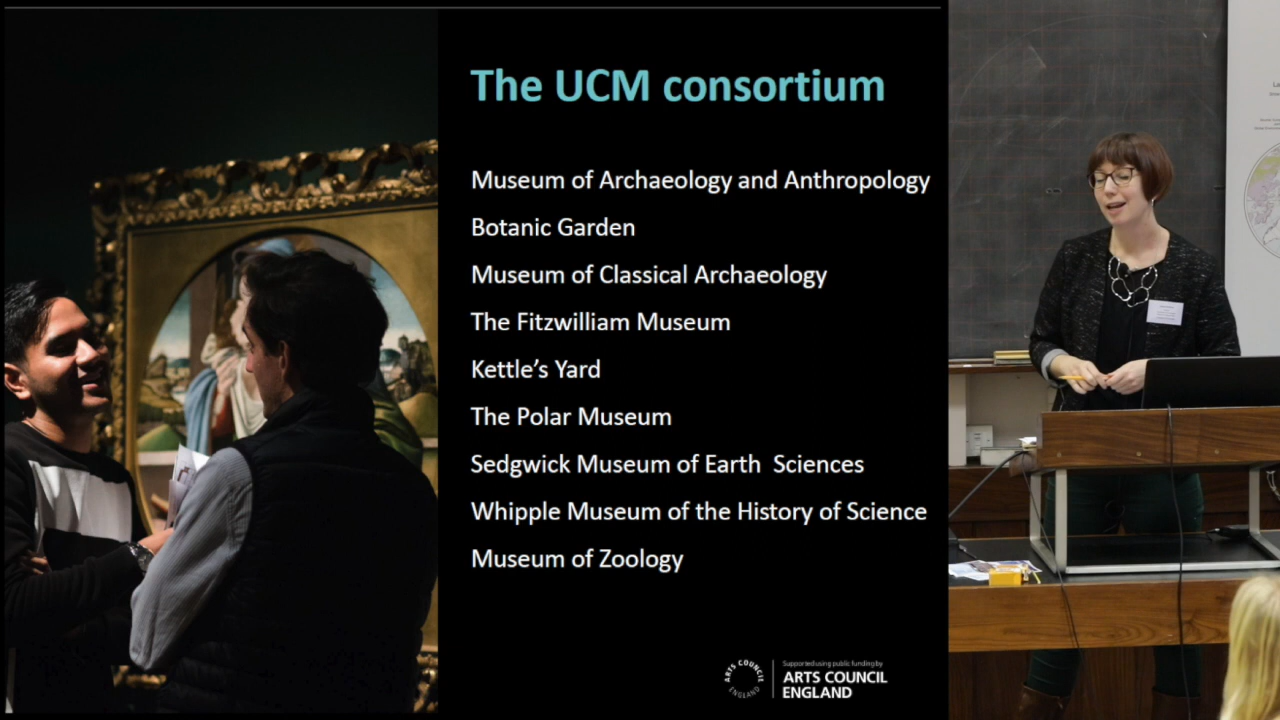 The UCM consortium
Museum of Archaeology and Anthropology
Botanic Garden
Museum of Classical Archaeology
The Fitzwilliam Museum
Kettle’s Yard
The Polar Museum
Sedgwick Museum of Earth  Sciences
Whipple Museum of the History of Science
Museum of Zoology
ARTS COUNCIL
ENGLAND
Supported using public funding by
ARTS COUNCIL
ENGLAND